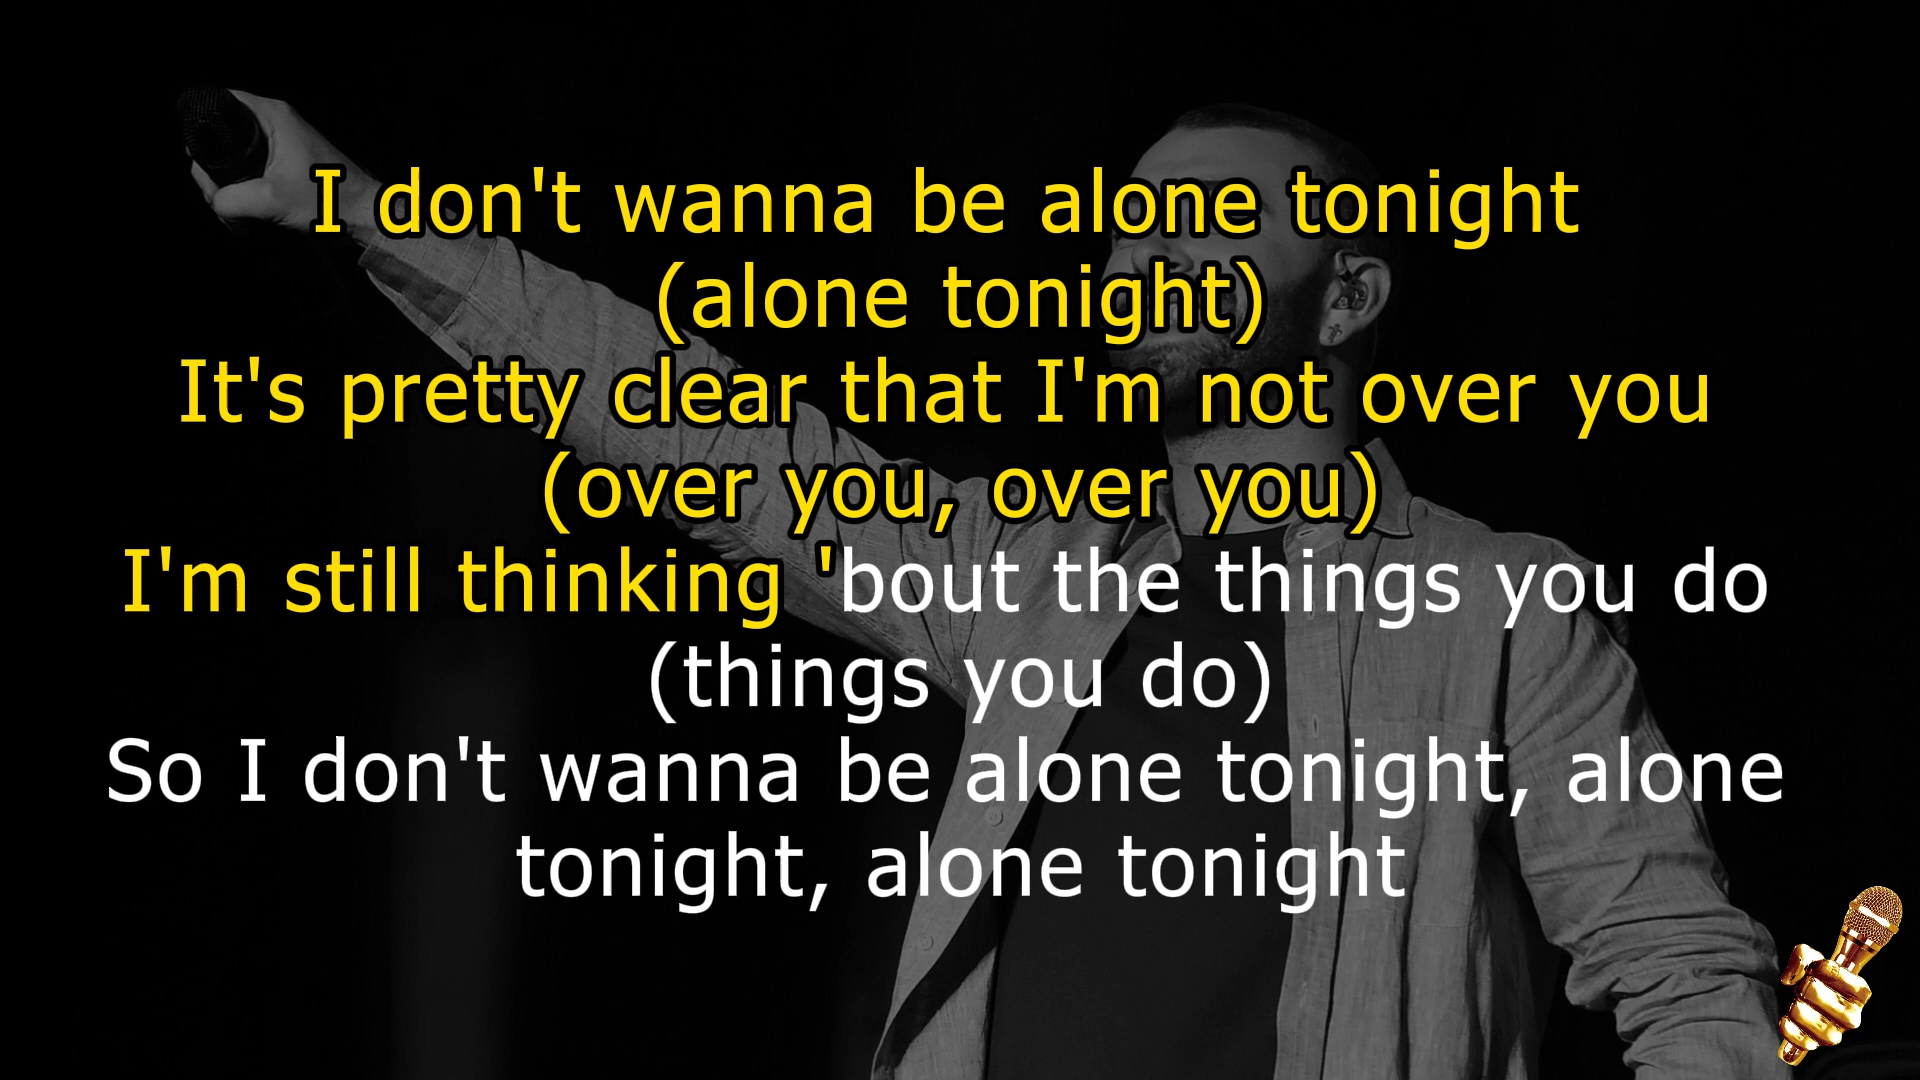 I don't wanna be alone tonight
(alone tonight)
It's pretty clear that I'm not over you
(over you, over you)
I'm still thinking 'bout the things you do
(things you do)
So I don't wanna be alone tonight, alone
tonight, alone tonight